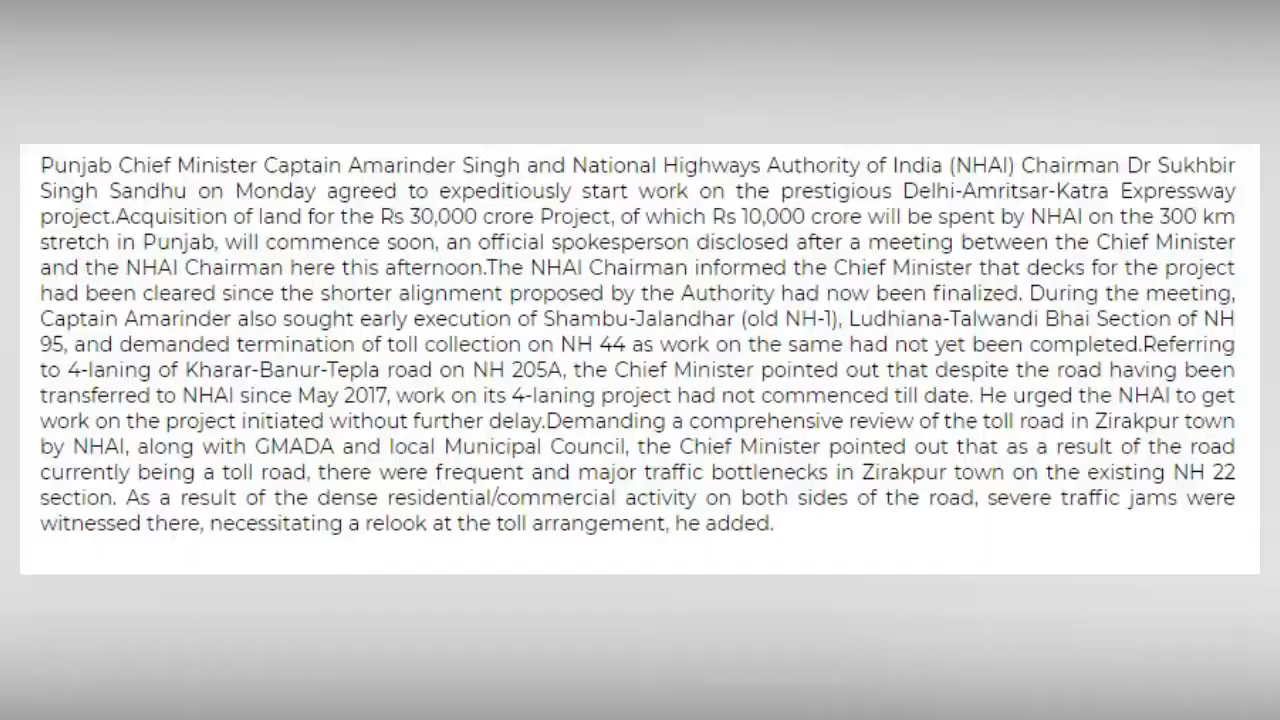 Punjab Chief Minister Captain Amarinder Singh and National Highways Authority of India (NHAI) Chairman Dr Sukhbir
Singh Sandhu on Monday agreed to expeditiously start work on the prestigious Delhi-Amritsar-Katra Expressway
project.Acquisition of land for the Rs 30,000 crore Project, of which Rs 10,000 crore will be spent by NHAI on the 300 km
stretch in Punjab, will commence soon, an official spokesperson disclosed after a meeting between the Chief Minister
and the NHAI Chairman here this afternoon.The NHAI Chairman informed the Chief Minister that decks for the project
had been cleared since the shorter alignment proposed by the Authority had now been finalized. During the meeting,
Captain Amarinder also sought early execution of Shambu-Jalandhar (old NH-1), Ludhiana-Talwandi Bhai Section of NH
95, and demanded termination of toll collection on NH 44 as work on the same had not yet been completed.Referring
to 4-laning of Kharar-Banur-Tepla road on NH 205A, the Chief Minister pointed out that despite the road having been
transferred to NHAI since May 2017, work on its 4-laning project had not commenced till date. He urged the NHAI to get
work on the project initiated without further delay.Demanding a comprehensive review of the toll road in Zirakpur town
by NHAI, along with GMADA and local Municipal Council, the Chief Minister pointed out that as a result of the road
currently being a toll road, there were frequent and major traffic bottlenecks in Zirakpur town on the existing NH 22
section. As a result of the dense residential/commercial activity on both sides of the road, severe traffic jams were
witnessed there, necessitating a relook at the toll arrangement, he added.